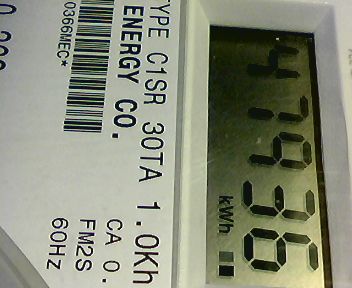 47936
kWh
TYPE C1SR 30TA 1.0Kh
ENERGY CO. CA 0.
FM2S
60HZ
0366MEC*